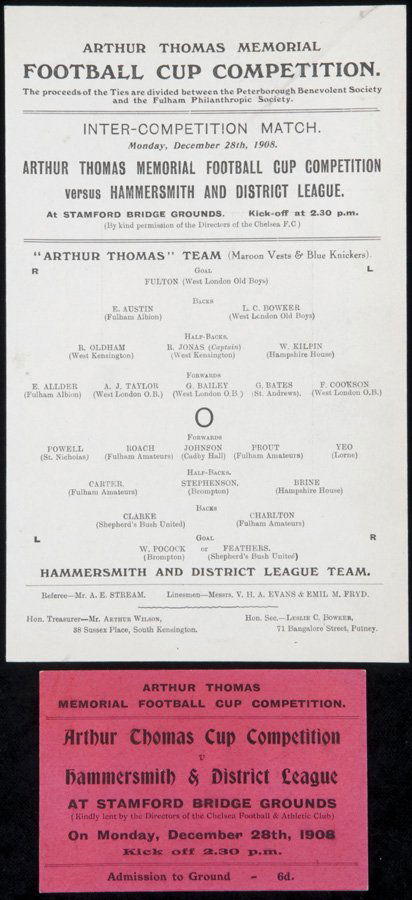 ARTHUR THOMAS MEMORIAL
FOOTBALL CUP COMPETITION.
The proceeds of the Ties are divided between the Peterborough Benevolent Society
and the Fulham Philanthropic Society.
INTER-COMPETITION MATCH.
Monday, December 28th, 1908.
ARTHUR THOMAS MEMORIAL FOOTBALL CUP COMPETITION
versus HAMMERSMITH AND DISTRICT LEAGUE.
At STAMFORD BRIDGE GROUNDS. Kick-off at 2.30 p.m.
(By kind permission of the Directors of the Chelsea F.C)
"ARTHUR THOMAS" TEAM (Maroon Vests & Blue Knickers).
R Goal L
FULTON (West London Old Boys)
Backs
E. AUSTIN L. C. BOWKER
(Fulham Albion) (West London Old Boys)
Half-Backs.
R. OLDHAM R. JONAS (Captain) W. KILPIN
(West Kensington) (West Kensington) (Hampshire House)
Forwards
E. ALLDER A. J. TAYLOR G. BAILEY G. BATES F. COOKSON
(Fulham Albion) (West London O.B.) (West London O.B.) (St. Andrews). (West London O.B.)
O
Forwards
POWELL ROACH JOHNSON PROUT YEO
(St. Nicholas) (Fulham Amateurs) (Cadby Hall) (Fulham Amateurs) (Lorne)
Half-Backs.
CARTER. STEPHENSON. BRINE
(Fulham Amateurs) (Brompton) (Hampshire House)
Backs
CLARKE CHARLTON
(Shepherd's Bush United) (Fulham Amateurs)
L Goal R
W. POCOCK or FEATHERS.
(Brompton) (Shepherd's Bush United)
HAMMERSMITH AND DISTRICT LEAGUE TEAM.
Referee—Mr. A. E. STREAM. Linesmen—Messrs. V. H. A. EVANS & EMIL M. FRYD.
Hon. Treasurer—Mr. Arthur Wilson, Hon. Sec.—Leslie C. Bowker,
38 Sussex Place, South Kensington. 71 Bangalore Street, Putney.
ARTHUR THOMAS
MEMORIAL FOOTBALL CUP COMPETITION.
Arthur Thomas Cup Competition
v
Hammersmith & District League
AT STAMFORD BRIDGE GROUNDS
(Kindly lent by the Directors of the Chelsea Football & Athletic Club)
On Monday, December 28th, 1908
Kick off 2.30 p.m.
Admission to Ground - 6d.